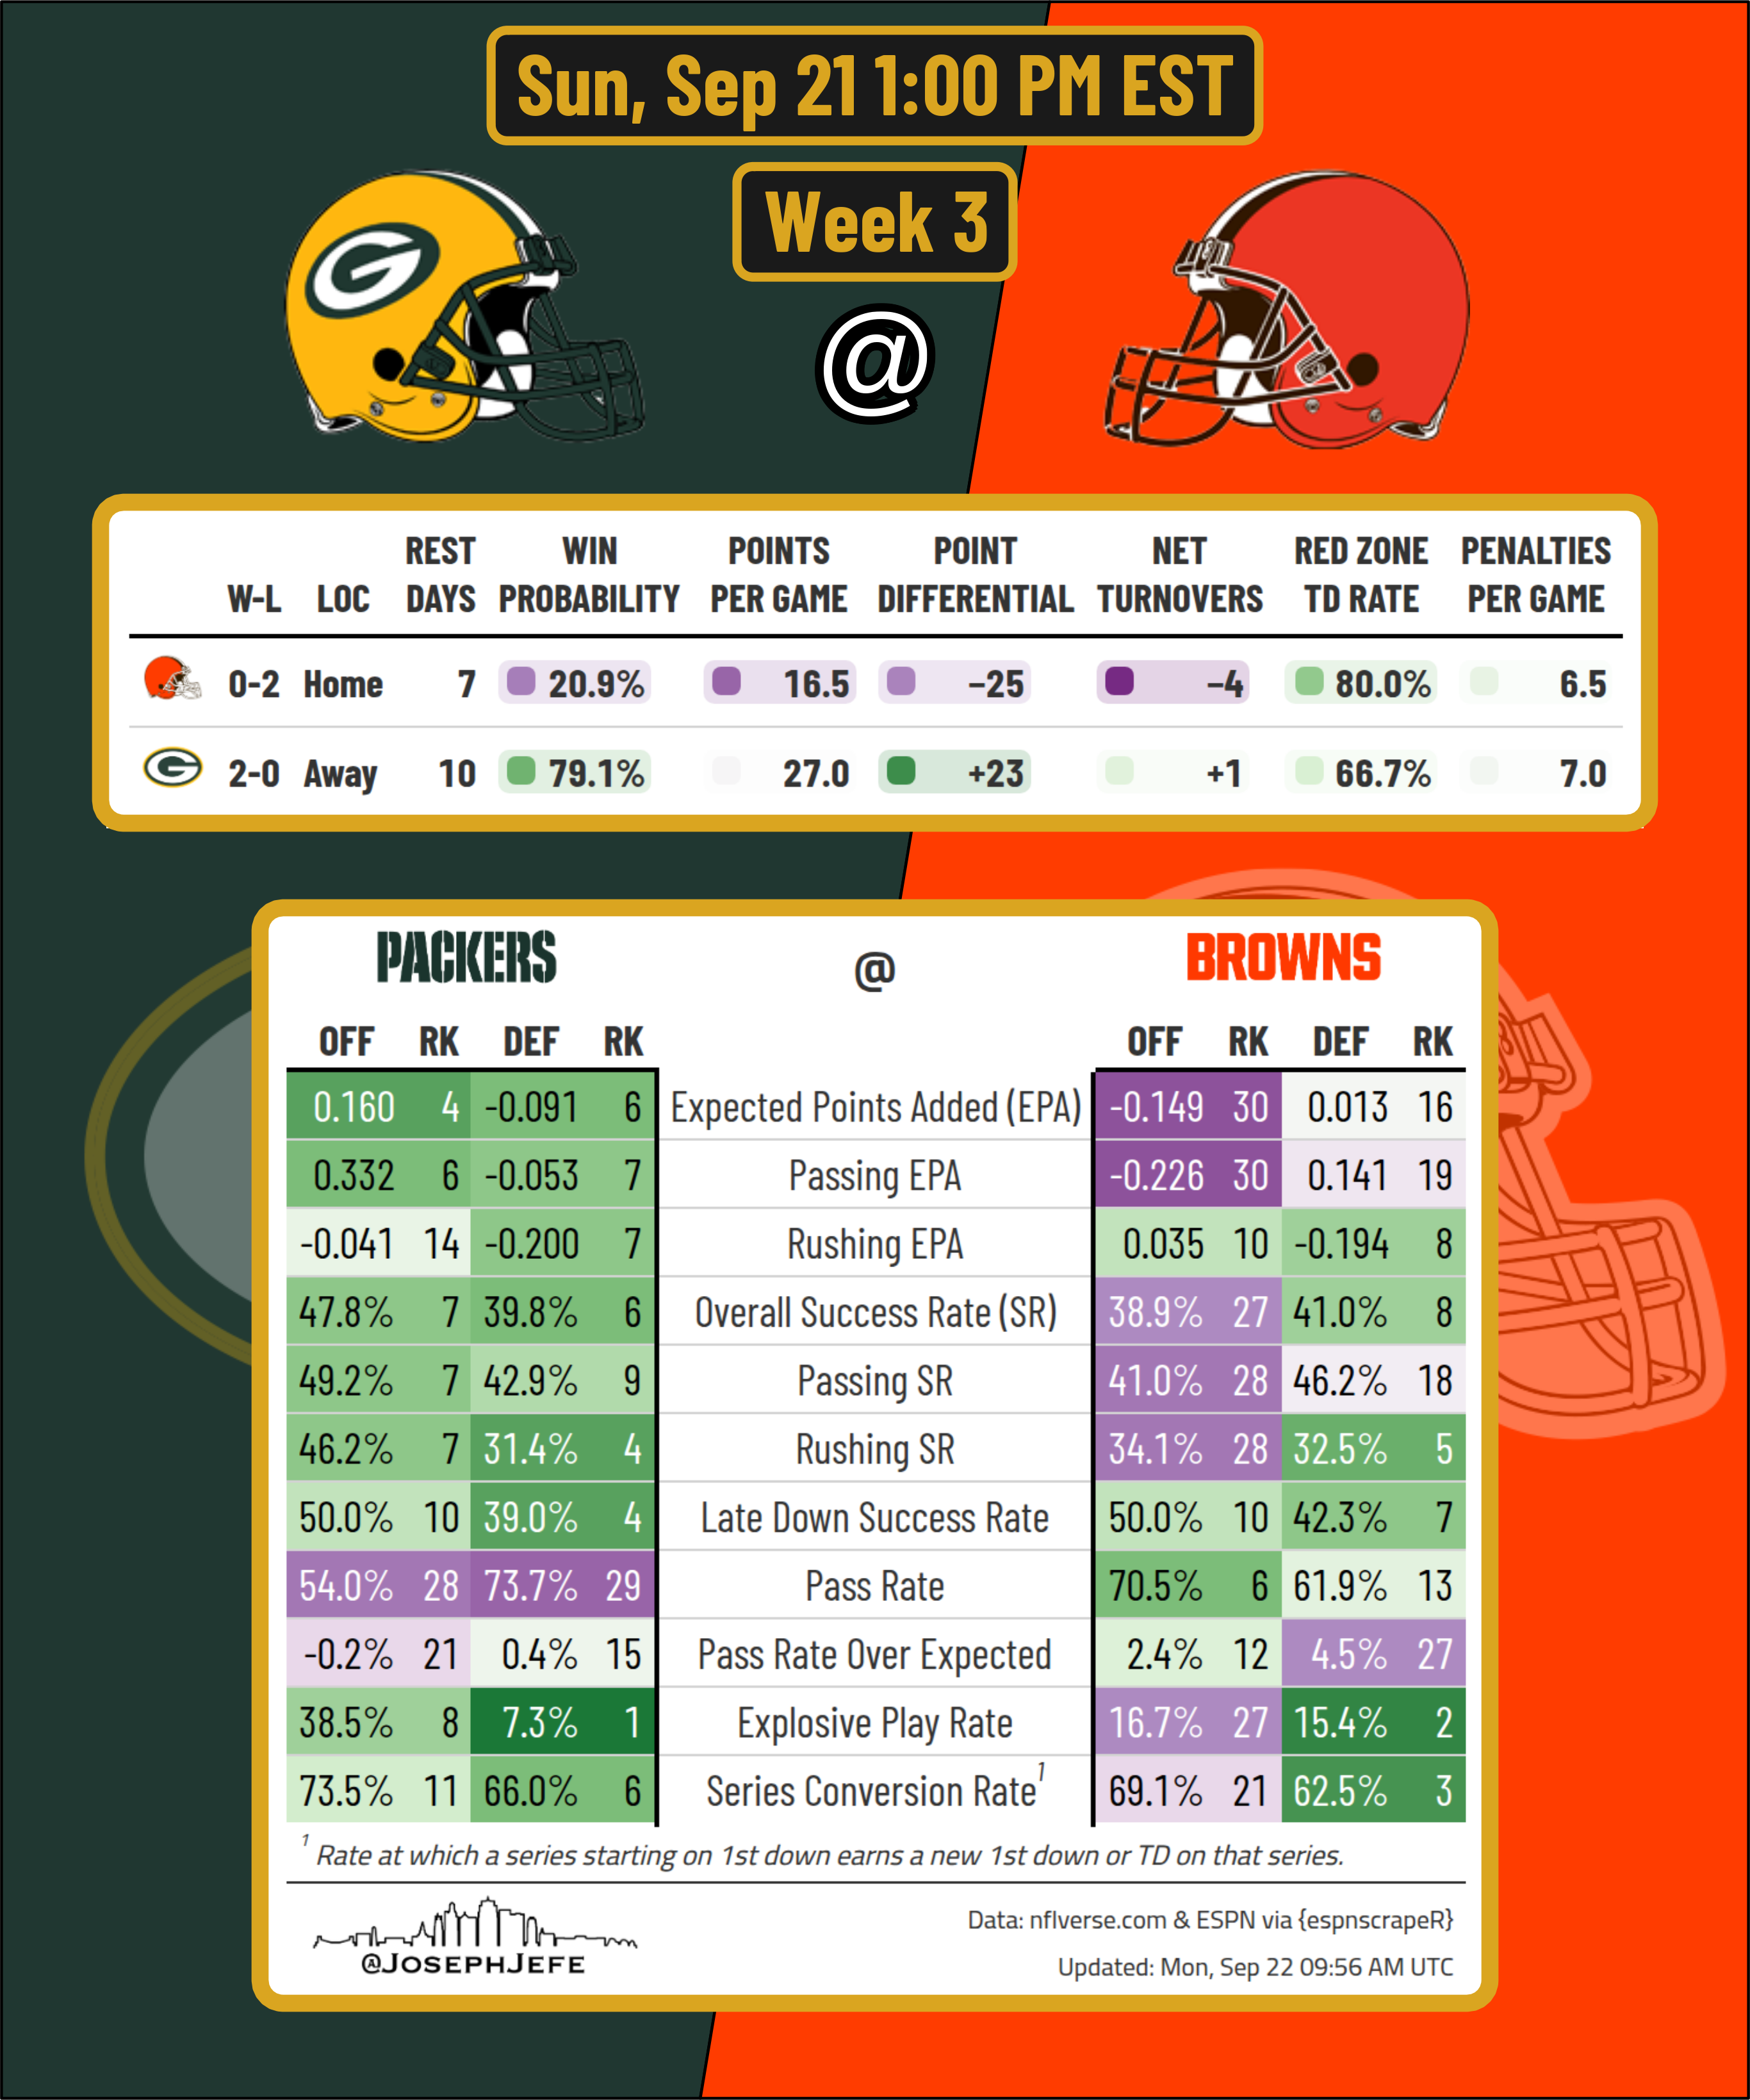 Sun, Sep 21 1:00 PM EST
Week 3
G
@
REST WIN POINTS POINT NET RED ZONE PENALTIES
W-L LOC DAYS PROBABILITY PER GAME DIFFERENTIAL TURNOVERS TD RATE PER GAME
0-2 Home 7 20.9% 16.5 −25 −4 80.0% 6.5
G 2-0 Away 10 79.1% 27.0 +23 +1 66.7% 7.0
PACKERS @ BROWNS
OFF RK DEF RK OFF RK DEF RK
0.160 4 -0.091 6 Expected Points Added (EPA) -0.149 30 0.013 16
0.332 6 -0.053 7 Passing EPA -0.226 30 0.141 19
-0.041 14 -0.200 7 Rushing EPA 0.035 10 -0.194 8
47.8% 7 39.8% 6 Overall Success Rate (SR) 38.9% 27 41.0% 8
49.2% 7 42.9% 9 Passing SR 41.0% 28 46.2% 18
46.2% 7 31.4% 4 Rushing SR 34.1% 28 32.5% 5
50.0% 10 39.0% 4 Late Down Success Rate 50.0% 10 42.3% 7
54.0% 28 73.7% 29 Pass Rate 70.5% 6 61.9% 13
-0.2% 21 0.4% 15 Pass Rate Over Expected 2.4% 12 4.5% 27
38.5% 8 7.3% 1 Explosive Play Rate 16.7% 27 15.4% 2
73.5% 11 66.0% 6 Series Conversion Rate¹ 69.1% 21 62.5% 3
¹ Rate at which a series starting on 1st down earns a new 1st down or TD on that series.
@JOSEPHJEFE
Data: nflverse.com & ESPN via {espnscrapeR}
Updated: Mon, Sep 22 09:56 AM UTC